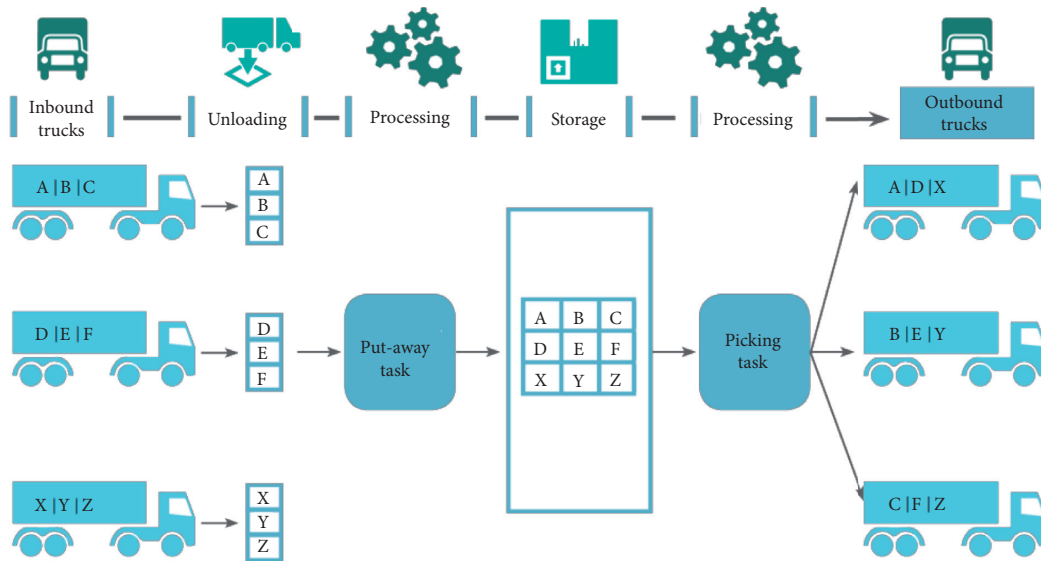 Inbound
trucks
Unloading
Processing
Storage
Processing
Outbound
trucks
A |B |C
A
B
C
D |E | F
D
E
F
X |Y |Z
X
Y
Z
Put-away
task
A B C
D E F
X Y Z
Picking
task
A |D |X
B |E | Y
C |F | Z